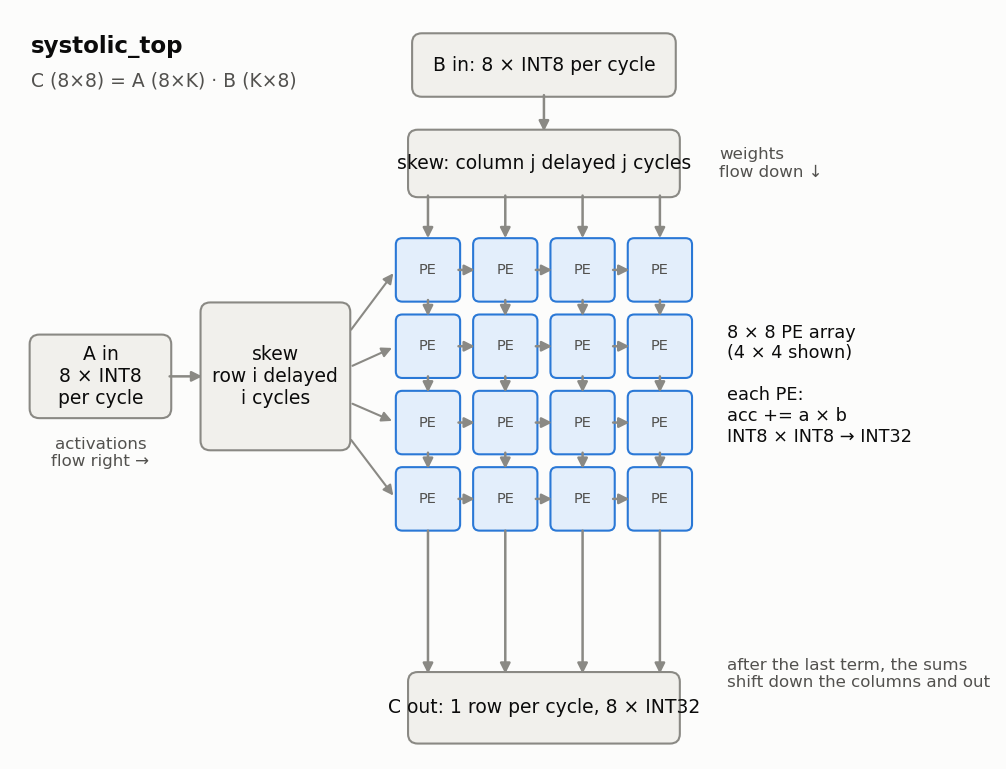 systolic_top
C (8×8) = A (8×K) · B (K×8)
B in: 8 × INT8 per cycle
skew: column j delayed j cycles
weights
flow down ↓
PE PE PE PE
PE PE PE PE
PE PE PE PE
PE PE PE PE
A in
8 × INT8
per cycle
skew
row i delayed
i cycles
activations
flow right →
8 × 8 PE array
(4 × 4 shown)
each PE:
acc += a × b
INT8 × INT8 → INT32
after the last term, the sums
shift down the columns and out
C out: 1 row per cycle, 8 × INT32